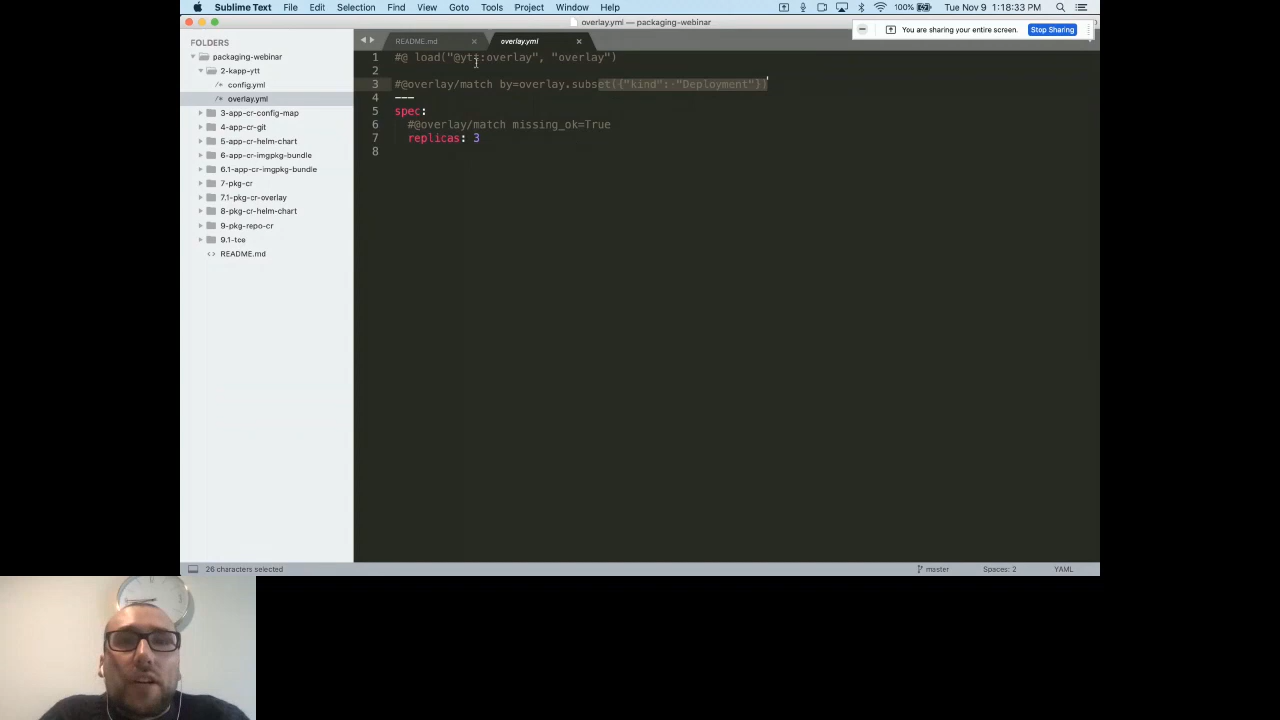 Sublime Text File Edit Selection Find View Goto Tools Project Window Help 100% Tue Nov 9 1:18:33 PM
overlay.yml — packaging-webinar
You are sharing your entire screen. Stop Sharing
FOLDERS
packaging-webinar
2-kapp-ytt
config.yml
overlay.yml
3-app-cr-config-map
4-app-cr-git
5-app-cr-helm-chart
6-app-cr-imgpkg-bundle
6.1-app-cr-imgpkg-bundle
7-pkg-cr
7.1-pkg-cr-overlay
8-pkg-cr-helm-chart
9-pkg-repo-cr
9.1-tce
README.md
README.md overlay.yml
1 #@ load("@ytt:overlay", "overlay")
2
3 #@overlay/match by=overlay.subset({"kind": "Deployment"})
4 ---
5 spec:
6 #@overlay/match missing_ok=True
7 replicas: 3
8
26 characters selected master Spaces: 2 YAML